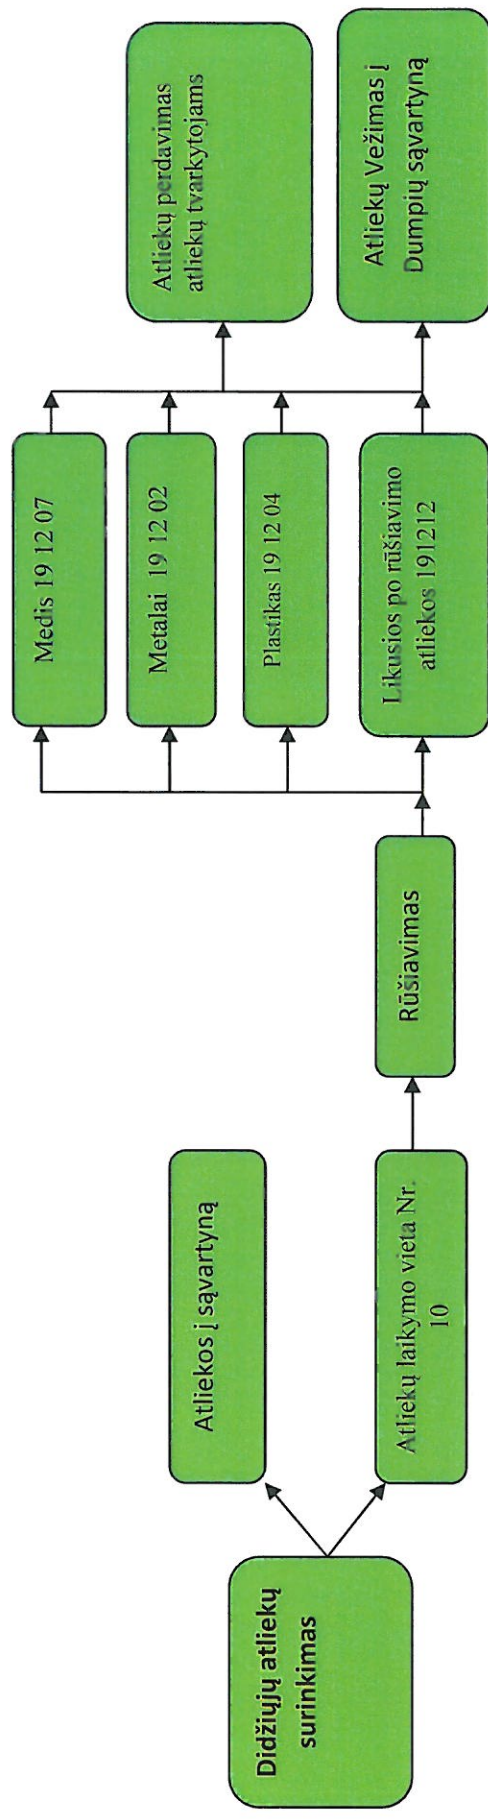 Didžiųjų atliekų
surinkimas
Atliekos į sąvartyną
Atliekų laikymo vieta Nr.
10
Rūšiavimas
Medis 19 12 07
Metalai 19 12 02
Plastikas 19 12 04
Likusios po rūšiavimo
atliekos 191212
Atliekų perdavimas
atliekų tvarkytojams
Atliekų Vežimas į
Dumpių sąvartyną